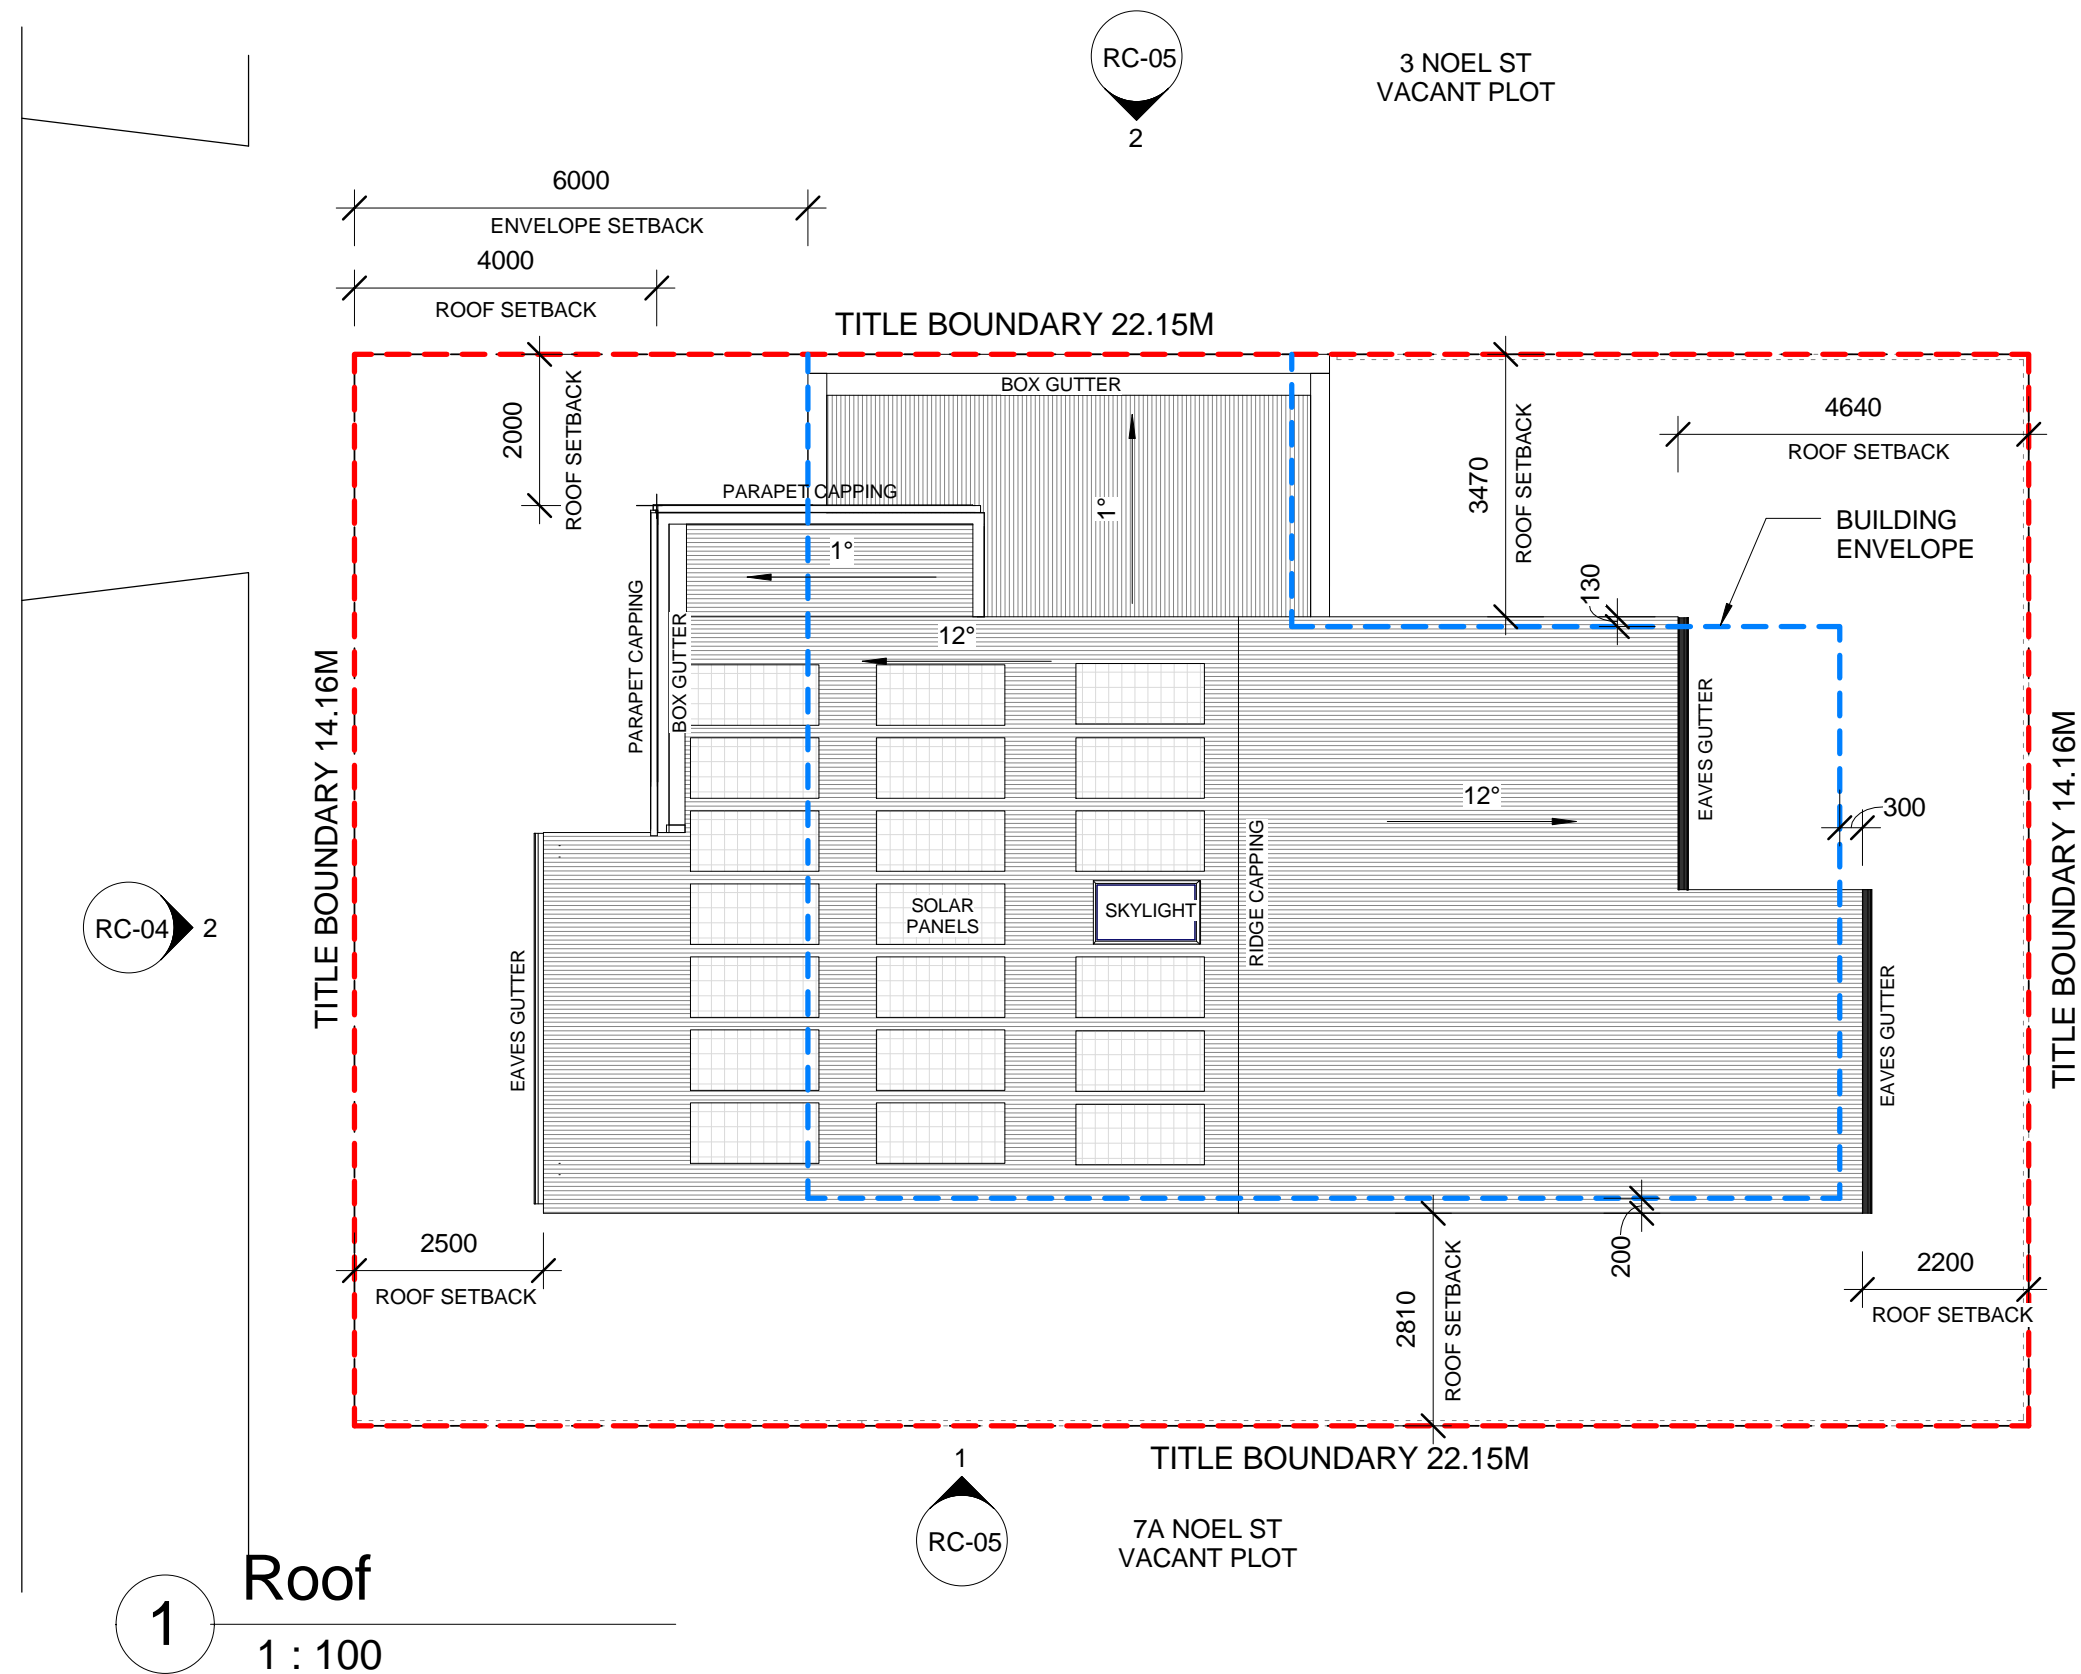 RC-05
2
3 NOEL ST
VACANT PLOT
6000
ENVELOPE SETBACK
4000
ROOF SETBACK
TITLE BOUNDARY 22.15M
2000
ROOF SETBACK
BOX GUTTER
PARAPET CAPPING
1°
1°
3470
ROOF SETBACK
4640
ROOF SETBACK
BUILDING
ENVELOPE
130
12°
PARAPET CAPPING
BOX GUTTER
EAVES GUTTER
12°
300
TITLE BOUNDARY 14.16M
TITLE BOUNDARY 14.16M
RC-04
2
SOLAR
PANELS
SKYLIGHT
RIDGE CAPPING
EAVES GUTTER
EAVES GUTTER
2500
ROOF SETBACK
2810
ROOF SETBACK
200
2200
ROOF SETBACK
1
RC-05
TITLE BOUNDARY 22.15M
7A NOEL ST
VACANT PLOT
1
Roof
1 : 100